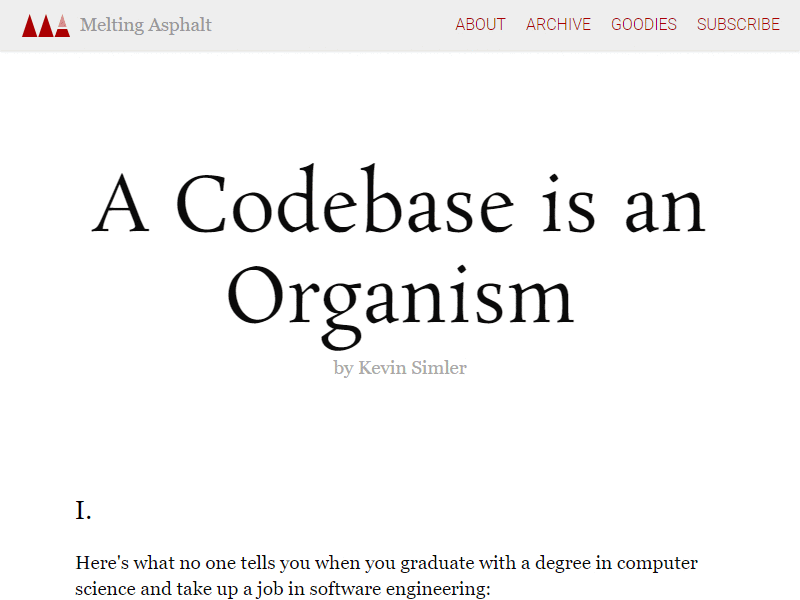 Melting Asphalt
ABOUT ARCHIVE GOODIES SUBSCRIBE
A Codebase is an
Organism
by Kevin Simler
I.
Here's what no one tells you when you graduate with a degree in computer
science and take up a job in software engineering: